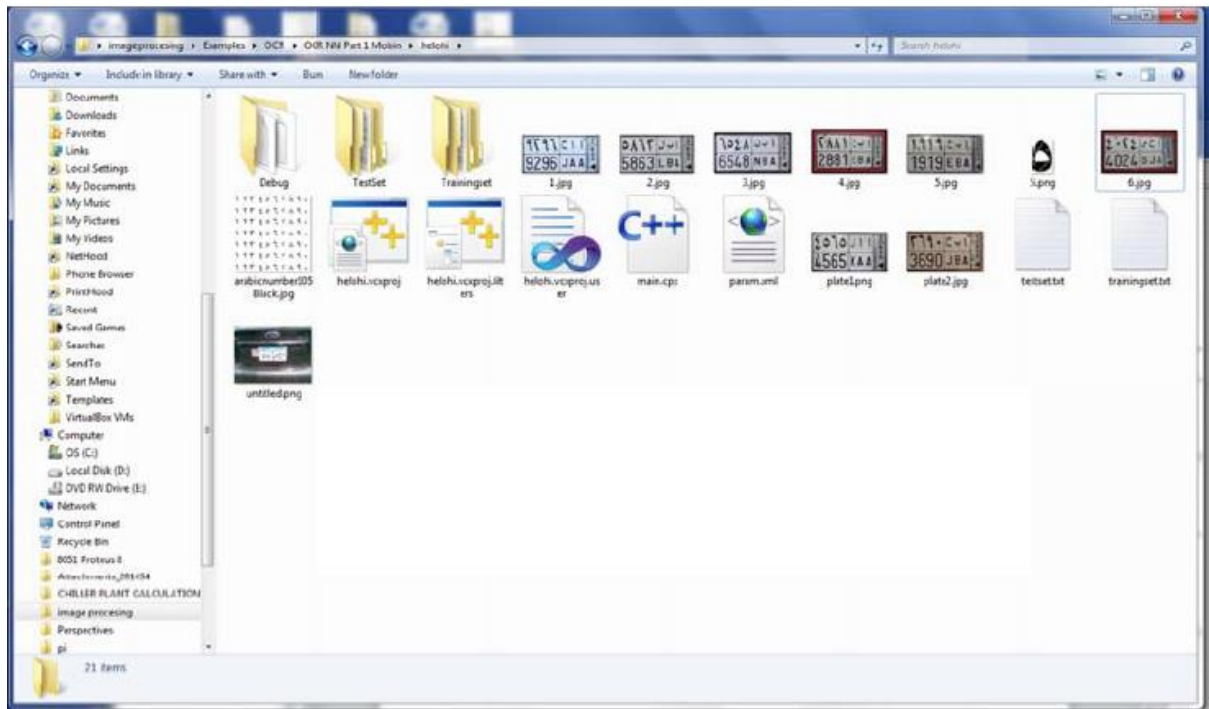 imageprocesing ▸ Examples ▸ OCR ▸ OCR NN Part 1 Mobin ▸ helohi ▸
Search helohi
Organize Include in library Share with Burn New folder
Documents
Downloads
Favorites
Links
Local Settings
My Documents
My Music
My Pictures
My Videos
NetHood
Phone Browser
PrintHood
Recent
Saved Games
Searches
SendTo
Start Menu
Templates
VirtualBox VMs
Computer
OS (C:)
Local Disk (D:)
DVD RW Drive (E:)
Network
Control Panel
Recycle Bin
8051 Proteus 8
CHILLER PLANT CALCULATION
image procesing
Perspectives
pi
9296 JAA
5863 LBA
6548 NBA
2881
1919 EBA
4024
Debug TestSet Trainingset 1.jpg 2.jpg 3.jpg 4.jpg 5.jpg 5.png 6.jpg
C++
4565 XAA
3690 JBA
arabicnumber105 Black.jpg
helohi.vcxproj
helohi.vcxproj.filters
helohi.vcxproj.user
main.cpp
param.xml
plate1.png
plate2.jpg
testset.txt
traningset.txt
untitled.png
21 items